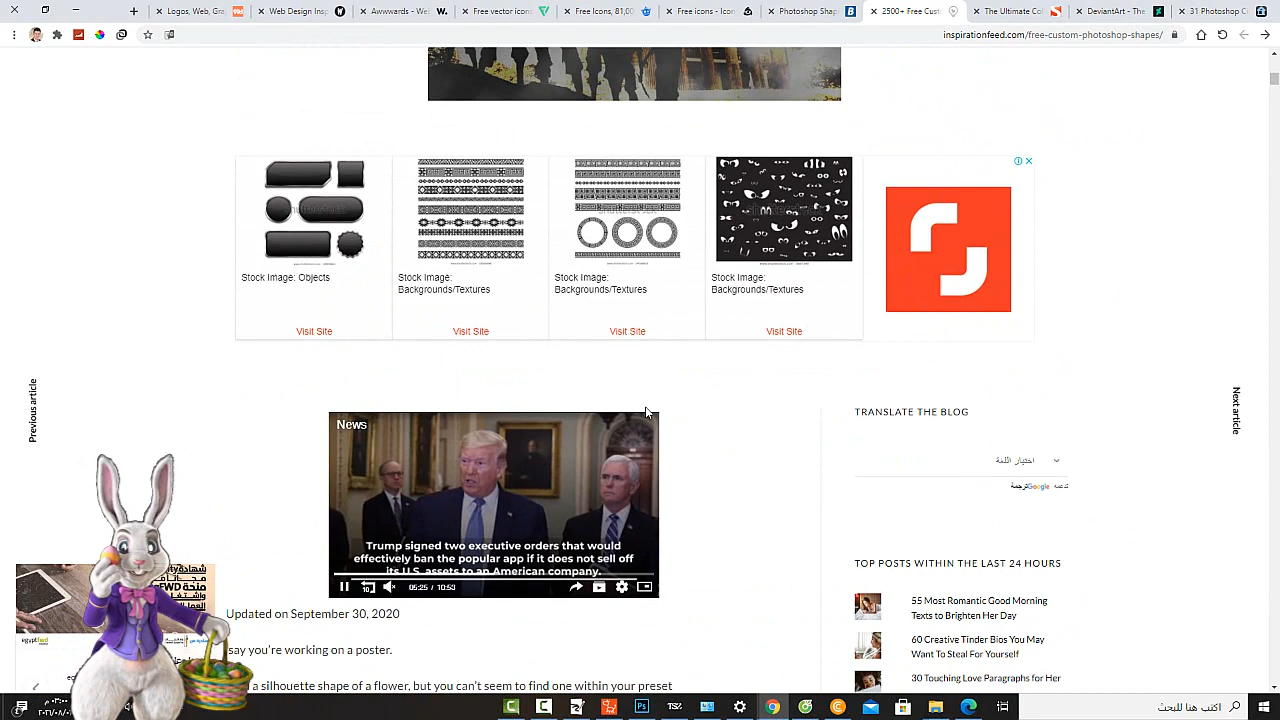 Logos, Web, Gra
Web Design Insp
Awwwards - We
Free vector icons
Free Icons, 81,0
Free icons - Icon
Photoshop Shap
2500+ Free Cust
The Ultimate Col
DeviantArt - The
31 Photoshop C
inspirationfeed.com/free-custom-photoshop-shapes/
Stock Image: Objects
Visit Site
Stock Image:
Backgrounds/Textures
Visit Site
Stock Image:
Backgrounds/Textures
Visit Site
Stock Image:
Backgrounds/Textures
Visit Site
Previous article
Next article
News
Trump signed two executive orders that would
effectively ban the popular app if it does not sell off
its U.S. assets to an American company.
10
05:25 / 10:53
TRANSLATE THE BLOG
اختيار اللغة
تدعمه Google ترجمة
Updated on September 30, 2020
say you're working on a poster.
a silhouette shape of a flower, but you can't seem to find one within your preset
TOP POSTS WITHIN THE LAST 24 HOURS
55 Most Romantic Good Morning
Texts to Brighten Her Day
60 Creative Tinder Bios You May
Want To Steal For Yourself
30 Touching Love Paragraphs for Her
egyptfwd
اكتب هنا للبحث